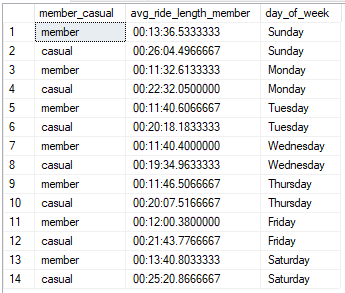 member_casual avg_ride_length_member day_of_week
1 member 00:13:36.5333333 Sunday
2 casual 00:26:04.4966667 Sunday
3 member 00:11:32.6133333 Monday
4 casual 00:22:32.0500000 Monday
5 member 00:11:40.6066667 Tuesday
6 casual 00:20:18.1833333 Tuesday
7 member 00:11:40.4000000 Wednesday
8 casual 00:19:34.9633333 Wednesday
9 member 00:11:46.5066667 Thursday
10 casual 00:20:07.5166667 Thursday
11 member 00:12:00.3800000 Friday
12 casual 00:21:43.7766667 Friday
13 member 00:13:40.8033333 Saturday
14 casual 00:25:20.8666667 Saturday